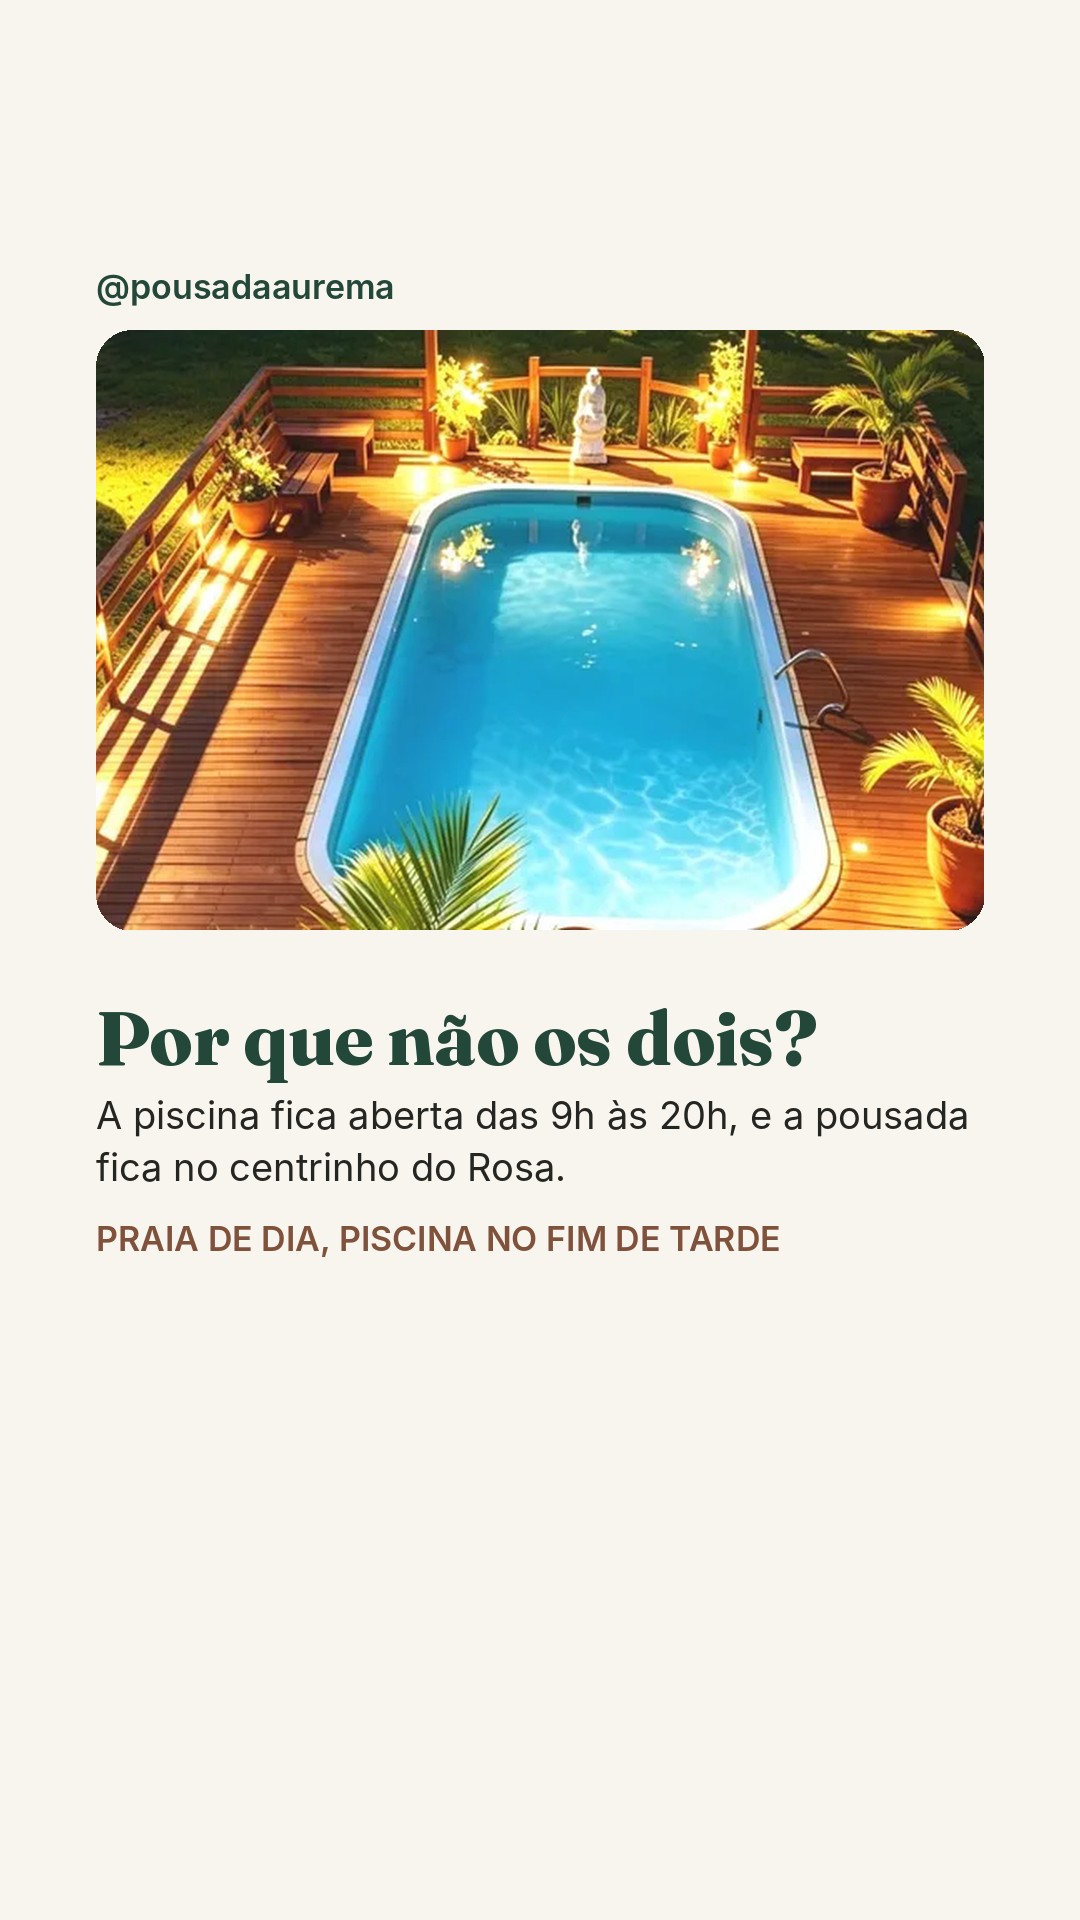 @pousadaaurema
Por que não os dois?
A piscina fica aberta das 9h às 20h, e a pousada
fica no centrinho do Rosa.
PRAIA DE DIA, PISCINA NO FIM DE TARDE